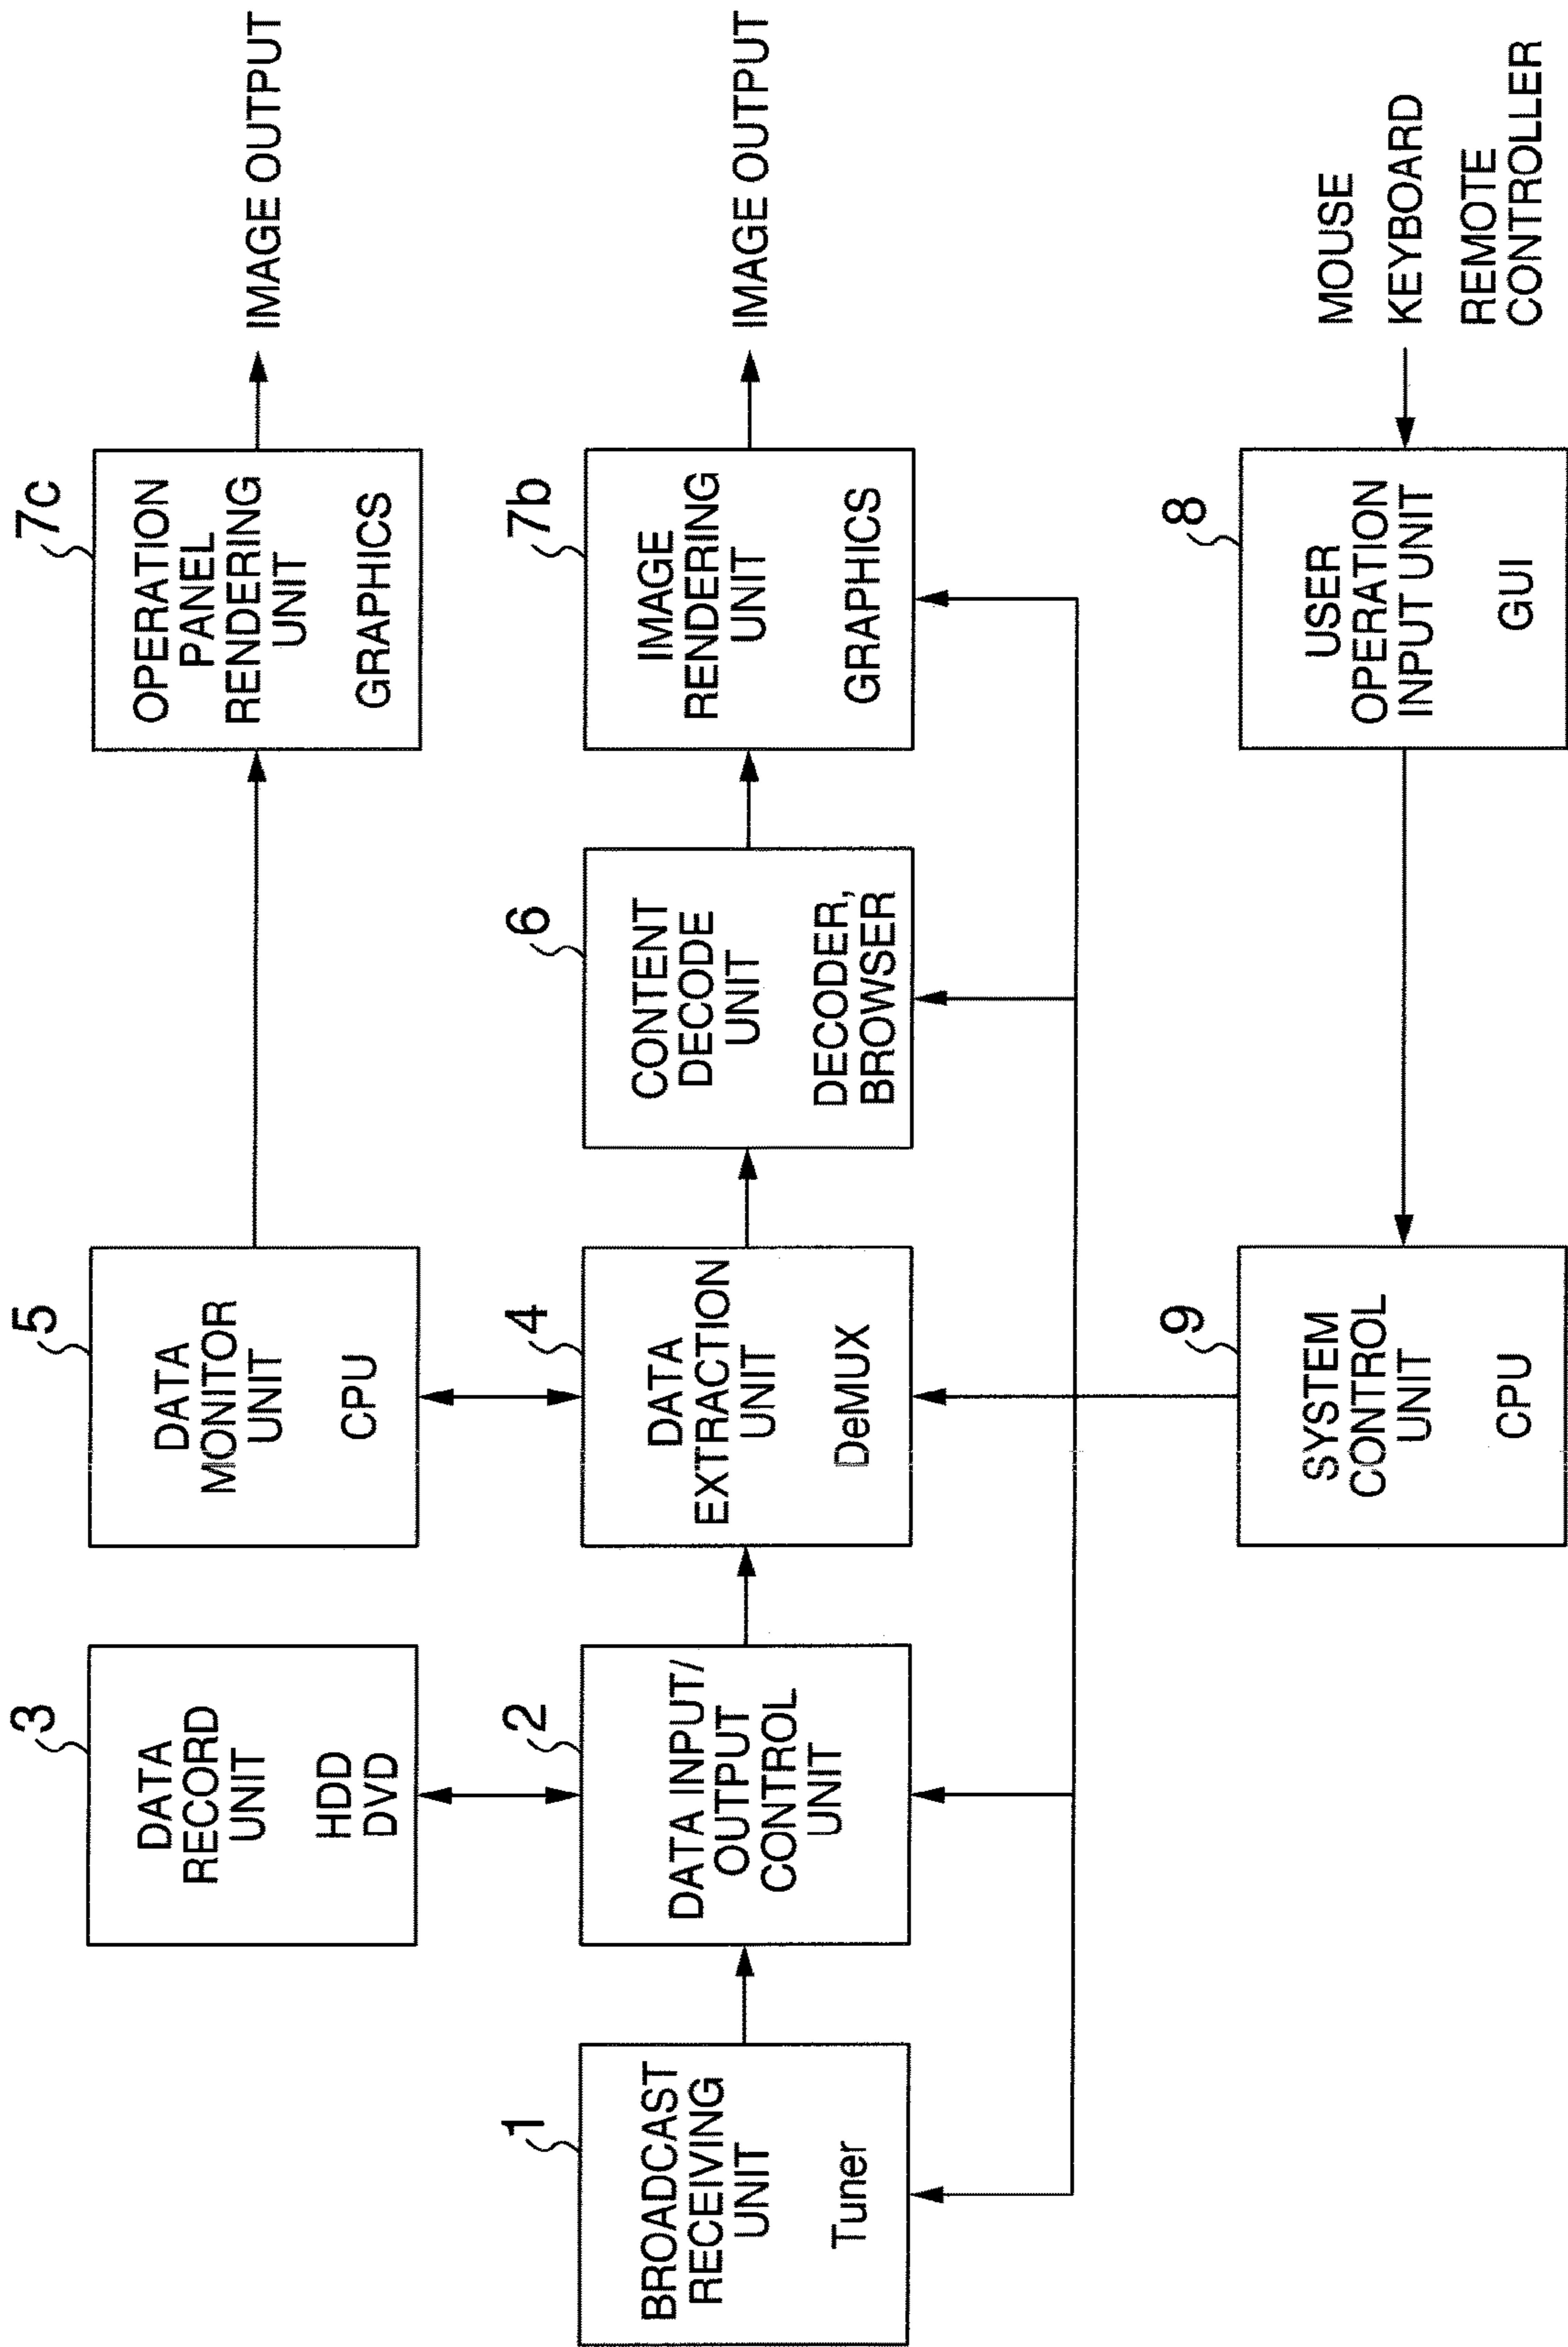 3
DATA
RECORD
UNIT
HDD
DVD
5
DATA
MONITOR
UNIT
CPU
7c
OPERATION
PANEL
RENDERING
UNIT
GRAPHICS
IMAGE OUTPUT
1
BROADCAST
RECEIVING
UNIT
Tuner
2
DATA INPUT/
OUTPUT
CONTROL
UNIT
4
DATA
EXTRACTION
UNIT
DeMUX
6
CONTENT
DECODE
UNIT
DECODER,
BROWSER
7b
IMAGE
RENDERING
UNIT
GRAPHICS
IMAGE OUTPUT
9
SYSTEM
CONTROL
UNIT
CPU
8
USER
OPERATION
INPUT UNIT
GUI
MOUSE
KEYBOARD
REMOTE
CONTROLLER